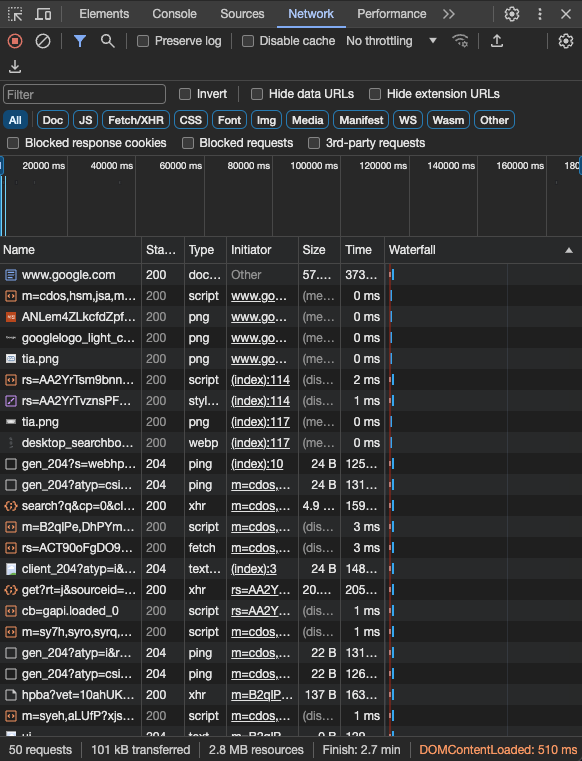 Elements Console Sources Network Performance
Preserve log Disable cache No throttling
Filter Invert Hide data URLs Hide extension URLs
All Doc JS Fetch/XHR CSS Font Img Media Manifest WS Wasm Other
Blocked response cookies Blocked requests 3rd-party requests
20000 ms 40000 ms 60000 ms 80000 ms 100000 ms 120000 ms 140000 ms 160000 ms 180
Name Sta... Type Initiator Size Time Waterfall
www.google.com 200 doc... Other 57.... 373...
m=cdos,hsm,jsa,m... 200 script www.go... (me... 0 ms
ANLem4ZLkcfdZpf... 200 png www.go... (me... 0 ms
googlelogo_light_c... 200 png www.go... (me... 0 ms
tia.png 200 png www.go... (me... 0 ms
rs=AA2YrTsm9bnn... 200 script (index):114 (dis... 2 ms
rs=AA2YrTvznsPF... 200 styl... (index):114 (dis... 1 ms
tia.png 200 png (index):117 (me... 0 ms
desktop_searchbo... 200 webp (index):117 (me... 0 ms
gen_204?s=webhp... 204 ping (index):10 24 B 125...
gen_204?atyp=csi... 204 ping m=cdos,... 24 B 131...
search?q&cp=0&cl... 200 xhr m=cdos,... 4.9 ... 159...
m=B2qlPe,DhPYm... 200 script m=cdos,... (dis... 3 ms
rs=ACT90oFgDO9... 200 fetch m=cdos,... (dis... 3 ms
client_204?atyp=i&... 204 text... (index):3 24 B 148...
get?rt=j&sourceid=... 200 xhr rs=AA2Y... 20.... 205...
cb=gapi.loaded_0 200 script rs=AA2Y... (dis... 1 ms
m=sy7h,syro,syrq,... 200 script m=cdos,... (dis... 1 ms
gen_204?atyp=i&r... 204 ping m=cdos,... 22 B 131...
gen_204?atyp=csi... 204 ping m=cdos,... 22 B 126...
hpba?vet=10ahUK... 200 xhr m=B2qlP... 137 B 163...
m=syeh,aLUfP?xjs... 200 script m=cdos,... (dis... 1 ms
50 requests 101 kB transferred 2.8 MB resources Finish: 2.7 min DOMContentLoaded: 510 ms